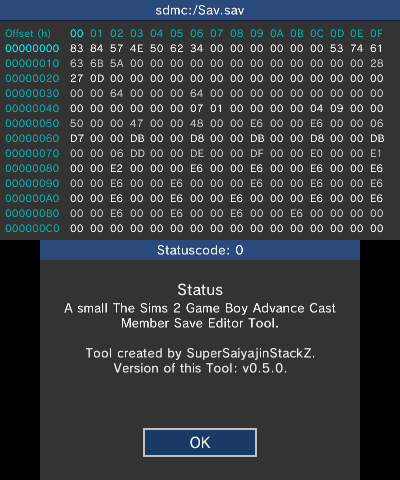 sdmc:/Sav.sav
Offset (h) 00 01 02 03 04 05 06 07 08 09 0A 0B 0C 0D 0E 0F
00000000 83 84 57 4E 50 62 34 00 00 00 00 00 00 53 74 61
00000010 63 6B 5A 00 00 00 00 00 00 00 00 00 00 00 00 28
00000020 27 0D 00 00 00 00 00 00 00 00 00 00 00 00 00 00
00000030 00 00 64 00 00 00 64 00 00 00 00 00 00 00 00 00
00000040 00 00 00 00 00 00 07 01 00 00 00 00 04 09 00 00
00000050 50 00 00 47 00 00 48 00 00 E6 00 00 E6 00 00 06
00000060 D7 00 00 DB 00 00 D8 00 00 DB 00 00 D8 00 00 DB
00000070 00 00 06 DD 00 00 DE 00 00 DF 00 00 E0 00 00 E1
00000080 00 00 E2 00 00 E6 00 00 E6 00 00 E6 00 00 E6
00000090 00 00 E6 00 00 E6 00 00 E6 00 00 E6 00 00 E6
000000A0 00 00 E6 00 00 E6 00 00 E6 00 00 E6 00 00 E6
000000B0 00 00 E6 00 00 E6 00 00 E6 00 00 E6 00 00 00
000000C0 00 00 00 00 00 00 00 00 00 00 00 00 00 00 00 00
Statuscode: 0
Status
A small The Sims 2 Game Boy Advance Cast
Member Save Editor Tool.
Tool created by SuperSaiyajinStackZ.
Version of this Tool: v0.5.0.
OK